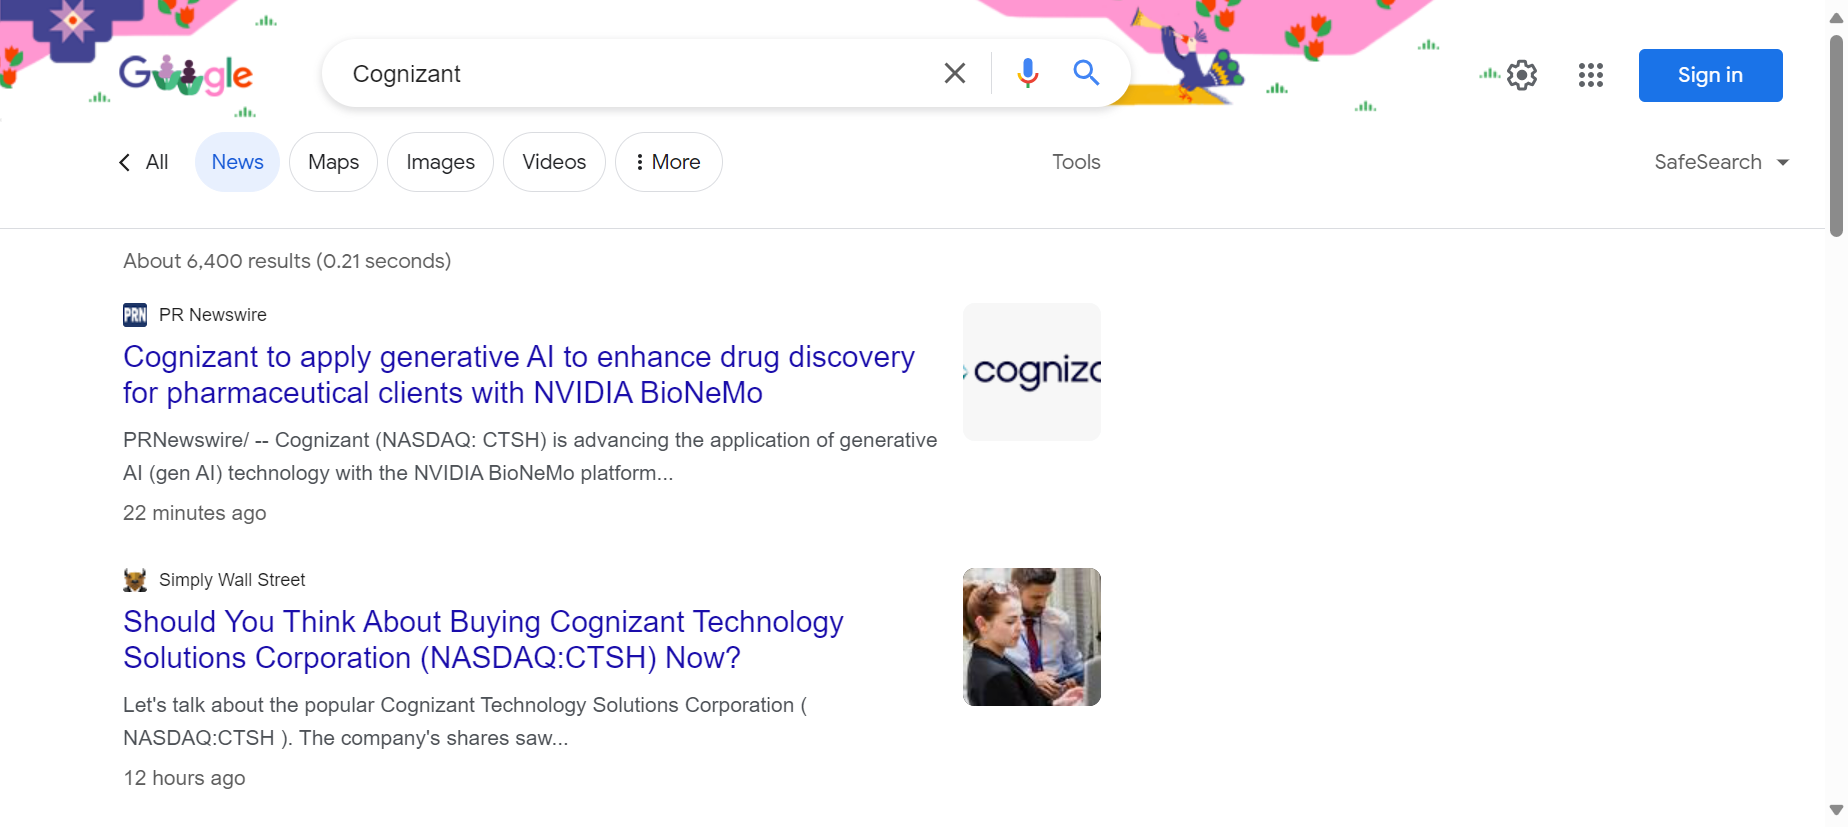 Google
Cognizant
Sign in
All
News
Maps
Images
Videos
More
Tools
SafeSearch
About 6,400 results (0.21 seconds)
PRN PR Newswire
Cognizant to apply generative AI to enhance drug discovery
for pharmaceutical clients with NVIDIA BioNeMo
PRNewswire/ -- Cognizant (NASDAQ: CTSH) is advancing the application of generative
AI (gen AI) technology with the NVIDIA BioNeMo platform...
22 minutes ago
cogniza
Simply Wall Street
Should You Think About Buying Cognizant Technology
Solutions Corporation (NASDAQ:CTSH) Now?
Let's talk about the popular Cognizant Technology Solutions Corporation (
NASDAQ:CTSH ). The company's shares saw...
12 hours ago